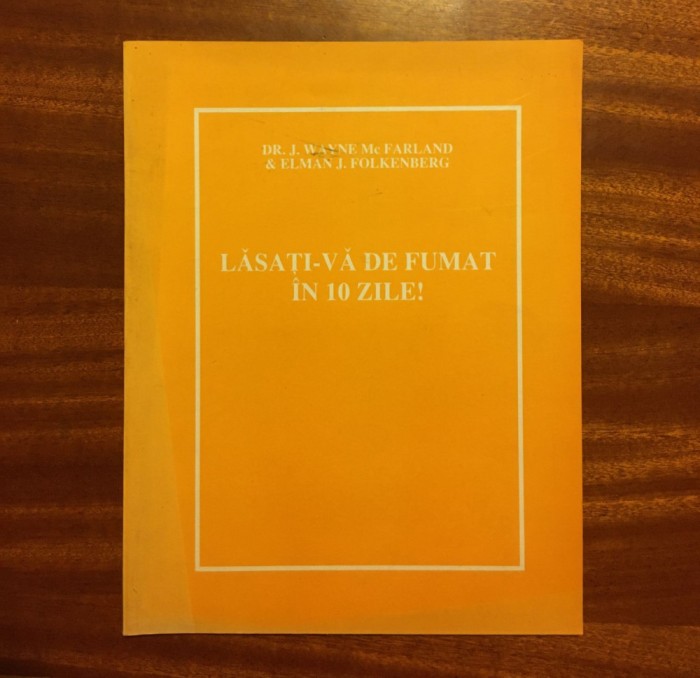 DR. J. WAYNE Mc FARLAND
& ELMAN J. FOLKENBERG
LĂSAȚI-VĂ DE FUMAT
ÎN 10 ZILE!